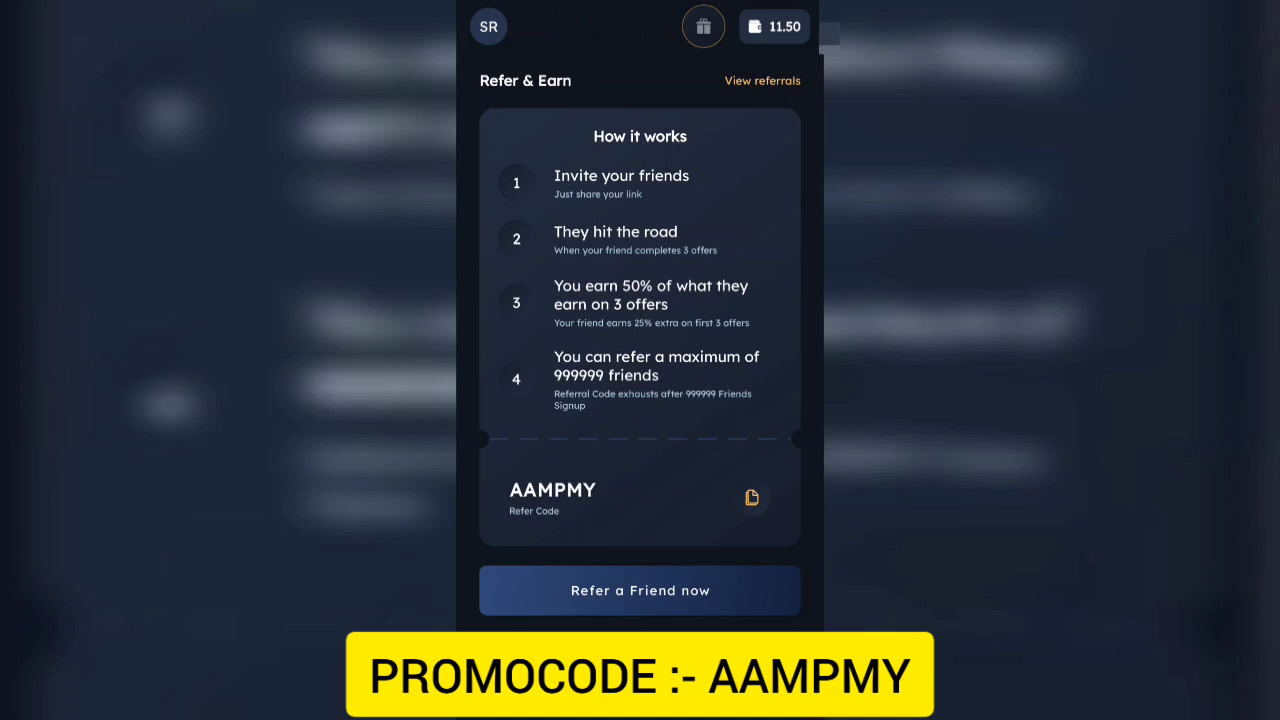 SR
11.50
Refer & Earn
View referrals
How it works
1
Invite your friends
Just share your link
2
They hit the road
When your friend completes 3 offers
3
You earn 50% of what they
earn on 3 offers
Your friend earns 25% extra on first 3 offers
4
You can refer a maximum of
999999 friends
Referral Code exhausts after 999999 Friends
Signup
AAMPMY
Refer Code
Refer a Friend now
PROMOCODE :- AAMPMY